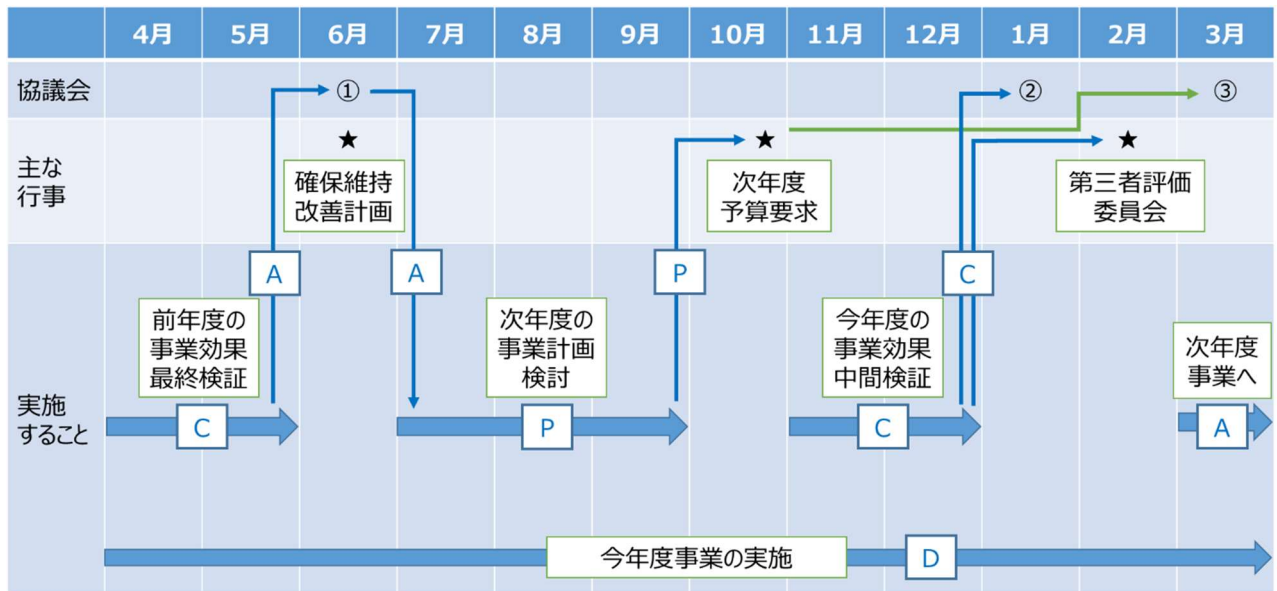 4月 5月 6月 7月 8月 9月 10月 11月 12月 1月 2月 3月
協議会 ① ② ③
主な
行事
★ ★ ★
確保維持
改善計画
次年度
予算要求
第三者評価
委員会
A A P C
実施
すること
前年度の
事業効果
最終検証
次年度の
事業計画
検討
今年度の
事業効果
中間検証
次年度
事業へ
C P C A
今年度事業の実施 D